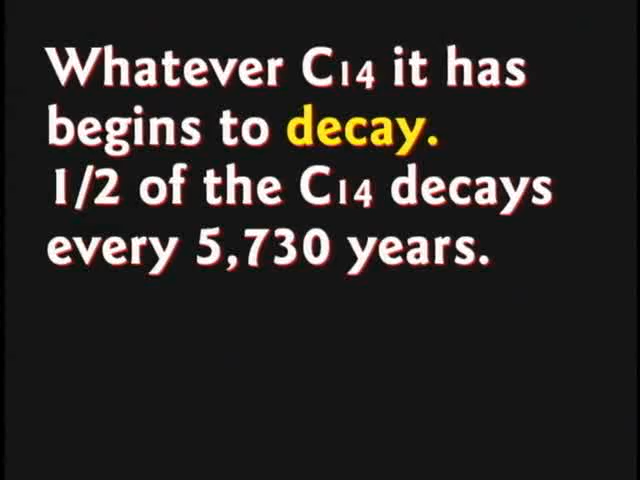 Whatever C14 it has
begins to decay.
1/2 of the C14 decays
every 5,730 years.